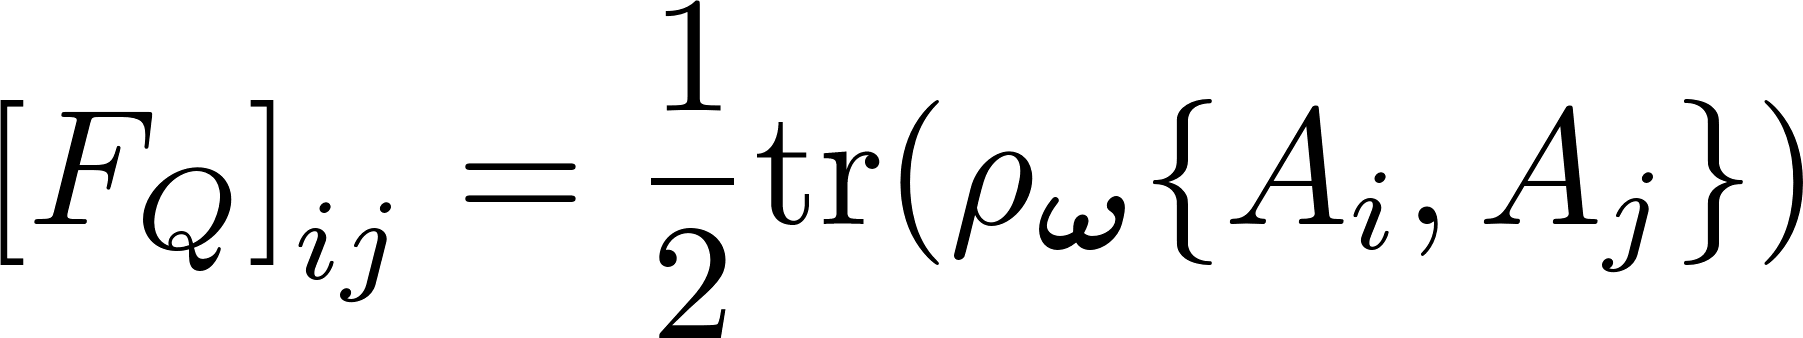 [F_Q]_{ij} = \frac{1}{2} \mathrm{tr}(\rho_{\boldsymbol{\omega}} \{A_i, A_j\})